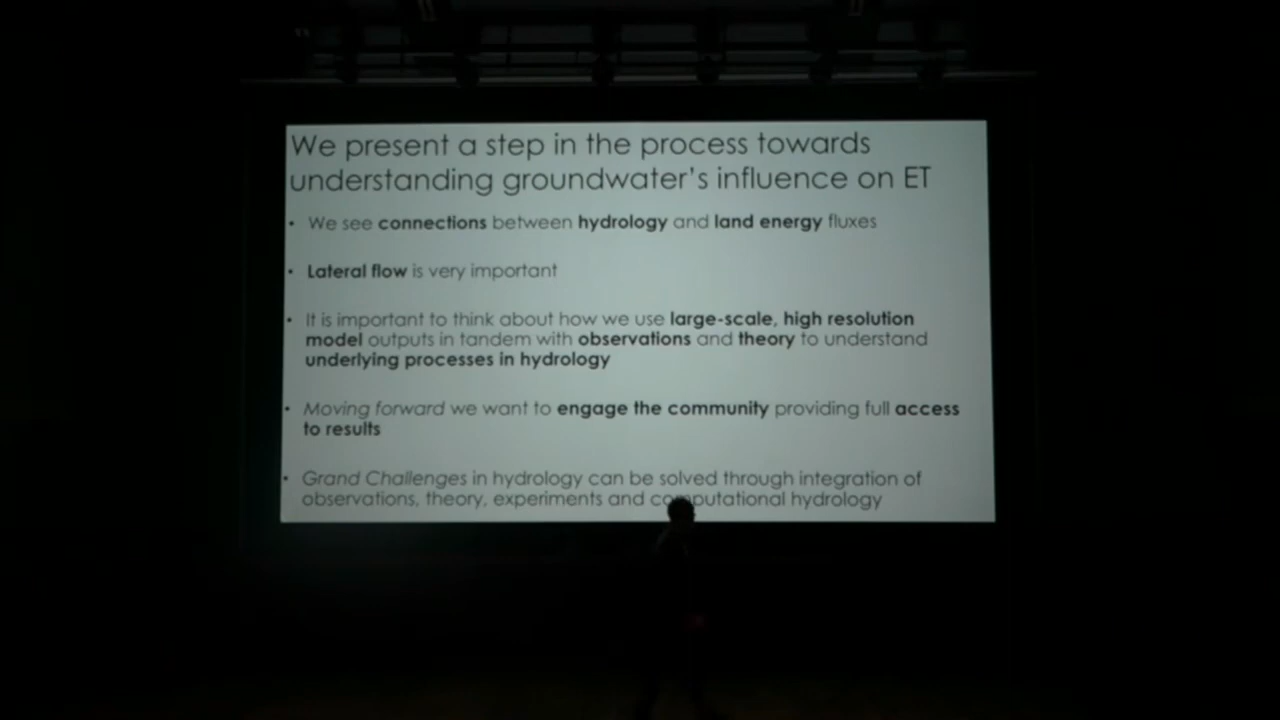 We present a step in the process towards
understanding groundwater's influence on ET
• We see connections between hydrology and land energy fluxes
• Lateral flow is very important
• It is important to think about how we use large-scale, high resolution
model outputs in tandem with observations and theory to understand
underlying processes in hydrology
• Moving forward we want to engage the community providing full access
to results
• Grand Challenges in hydrology can be solved through integration of
observations, theory, experiments and computational hydrology